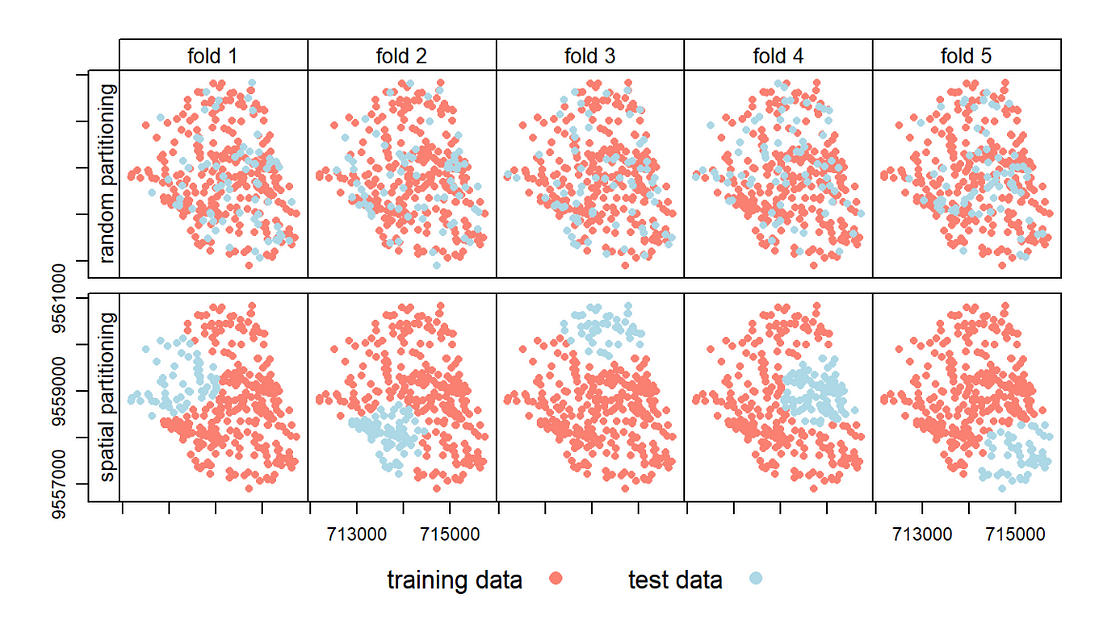 fold 1 fold 2 fold 3 fold 4 fold 5
random partitioning
spatial partitioning
9561000
9559000
9557000
713000 715000 713000 715000
training data test data